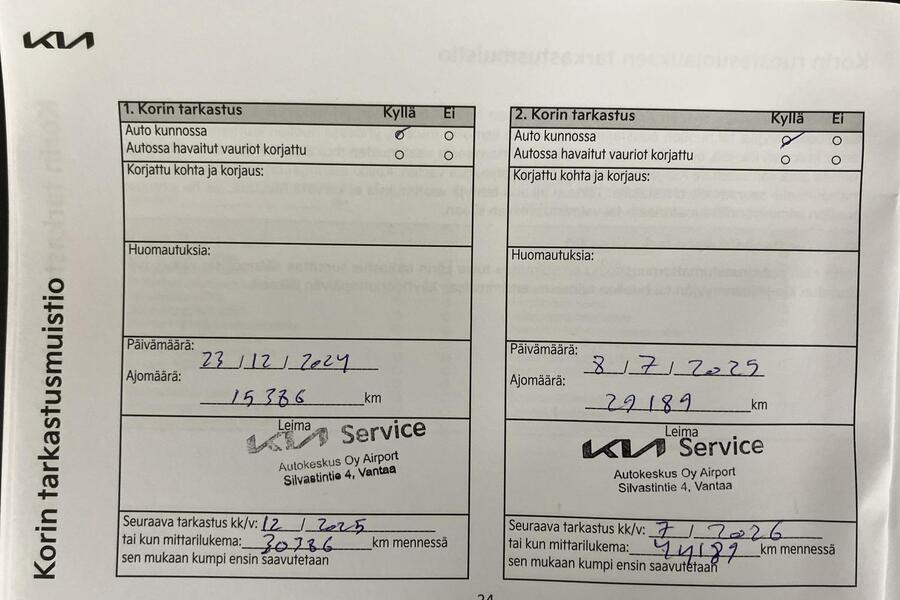 KIA
Korin tarkastusmuistio
1. Korin tarkastus Kyllä Ei
Auto kunnossa
Autossa havaitut vauriot korjattu
Korjattu kohta ja korjaus:
Huomautuksia:
Päivämäärä: 23 / 12 / 2024
Ajomäärä:
15386 km
Leima
KIA Service
Autokeskus Oy Airport
Silvastintie 4, Vantaa
Seuraava tarkastus kk/v: 12 / 2025
tai kun mittarilukema: 30386 km mennessä
sen mukaan kumpi ensin saavutetaan
2. Korin tarkastus Kyllä Ei
Auto kunnossa
Autossa havaitut vauriot korjattu
Korjattu kohta ja korjaus:
Huomautuksia:
Päivämäärä: 8 / 7 / 2025
Ajomäärä:
29189 km
Leima
KIA Service
Autokeskus Oy Airport
Silvastintie 4, Vantaa
Seuraava tarkastus kk/v: 7 / 2026
tai kun mittarilukema: 44189 km mennessä
sen mukaan kumpi ensin saavutetaan